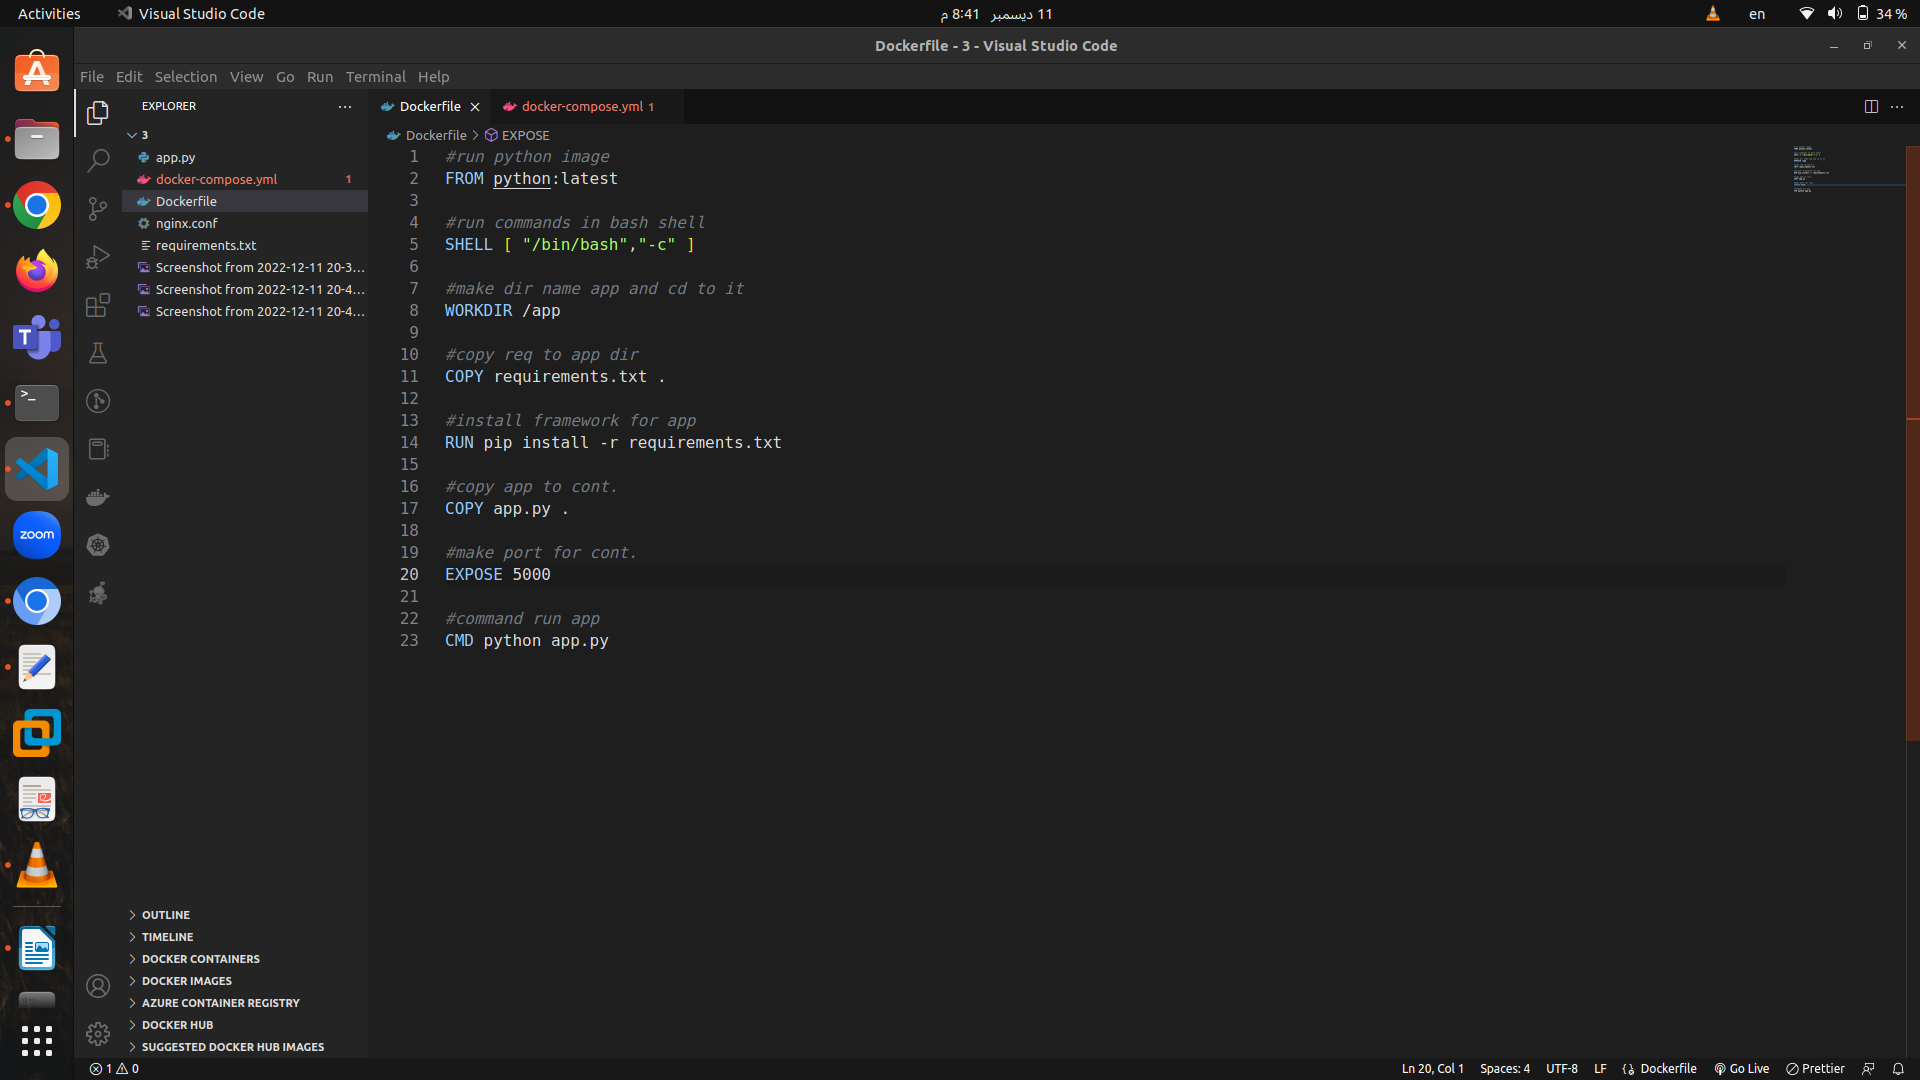 Activities Visual Studio Code 11 ديسمبر 8:41 م en 34 %
Dockerfile - 3 - Visual Studio Code
File Edit Selection View Go Run Terminal Help
EXPLORER
3
app.py
docker-compose.yml 1
Dockerfile
nginx.conf
requirements.txt
Screenshot from 2022-12-11 20-3...
Screenshot from 2022-12-11 20-4...
Screenshot from 2022-12-11 20-4...
OUTLINE
TIMELINE
DOCKER CONTAINERS
DOCKER IMAGES
AZURE CONTAINER REGISTRY
DOCKER HUB
SUGGESTED DOCKER HUB IMAGES
zoom
Dockerfile docker-compose.yml 1
Dockerfile > EXPOSE
1 #run python image
2 FROM python:latest
3
4 #run commands in bash shell
5 SHELL [ "/bin/bash","-c" ]
6
7 #make dir name app and cd to it
8 WORKDIR /app
9
10 #copy req to app dir
11 COPY requirements.txt .
12
13 #install framework for app
14 RUN pip install -r requirements.txt
15
16 #copy app to cont.
17 COPY app.py .
18
19 #make port for cont.
20 EXPOSE 5000
21
22 #command run app
23 CMD python app.py
1 0 Ln 20, Col 1 Spaces: 4 UTF-8 LF Dockerfile Go Live Prettier